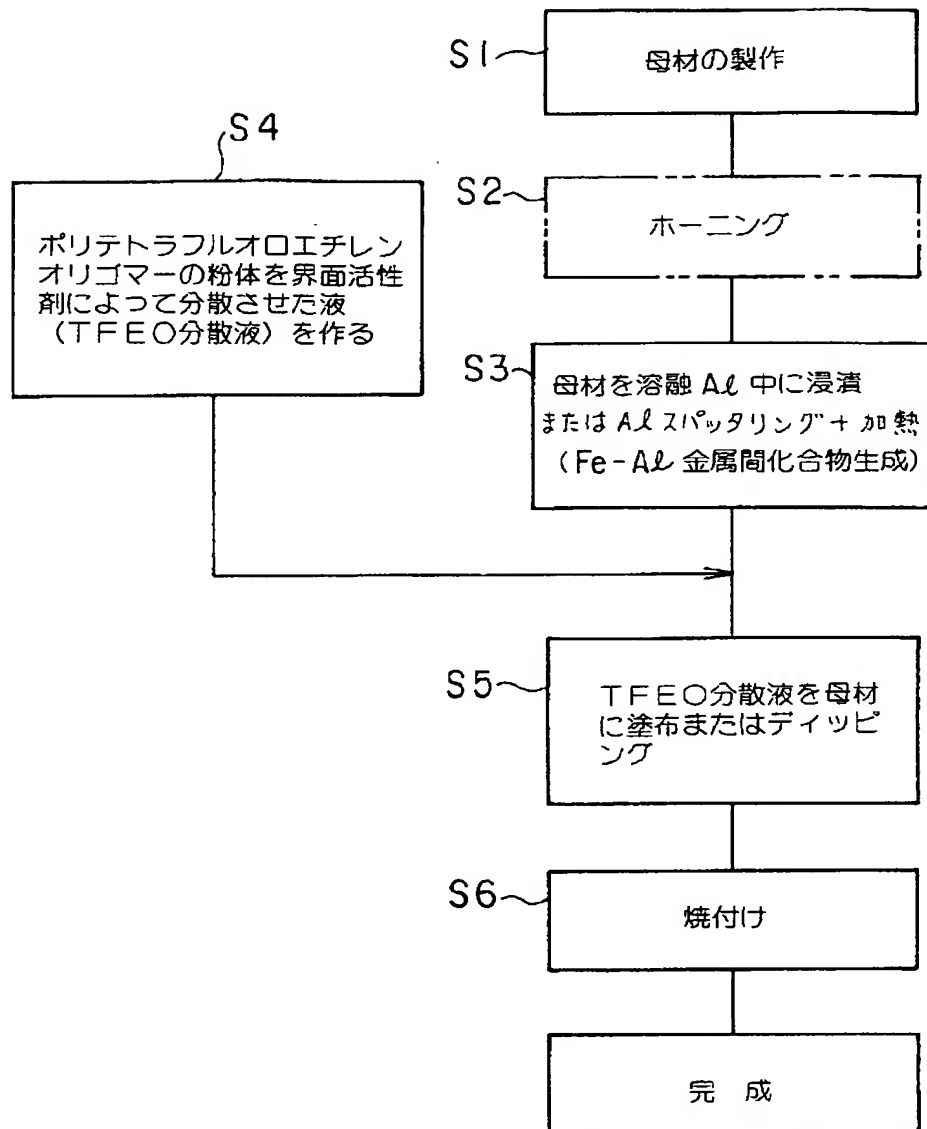 S1
母材の製作
S2
ホーニング
S3
母材を溶融Al中に浸漬
またはAlスパッタリング+加熱
(Fe-Al金属間化合物生成)
S4
ポリテトラフルオロエチレン
オリゴマーの粉体を界面活性
剤によって分散させた液
(TFEO分散液)を作る
S5
TFEO分散液を母材
に塗布またはディッピ
ング
S6
焼付け
完 成